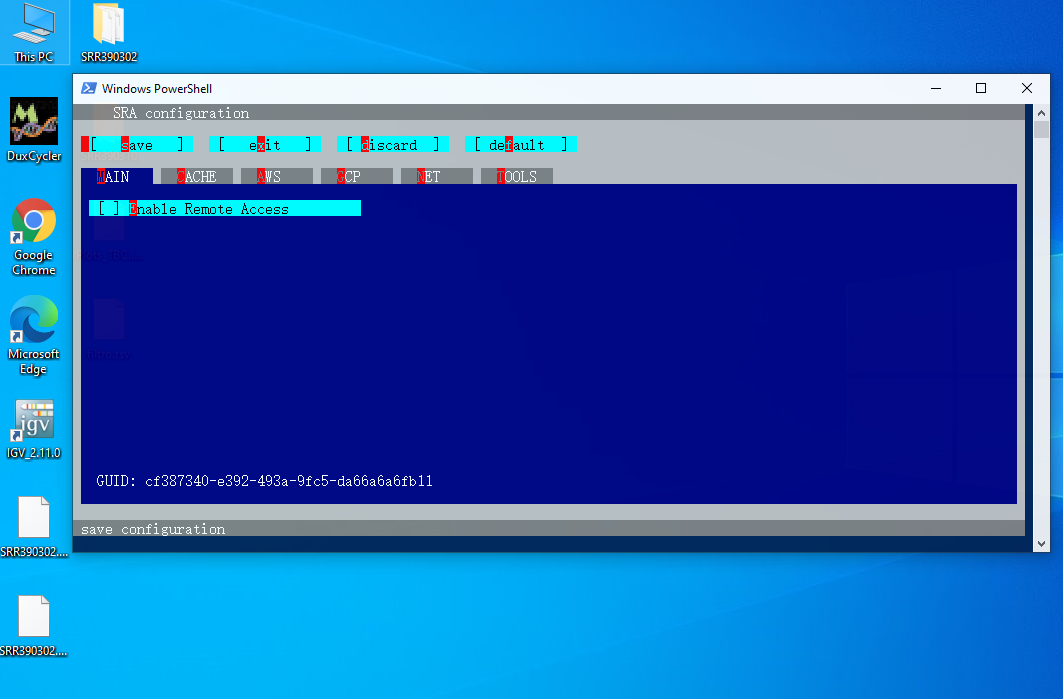 This PC
SRR390302
Windows PowerShell
SRA configuration
[ save ] [ exit ] [ discard ] [ default ]
DuxCycler
MAIN CACHE AWS GCP NET TOOLS
[ ] Enable Remote Access
Google
Chrome
Microsoft
Edge
IGV_2.11.0
GUID: cf387340-e392-493a-9fc5-da66a6a6fb11
save configuration
SRR390302....
SRR390302....